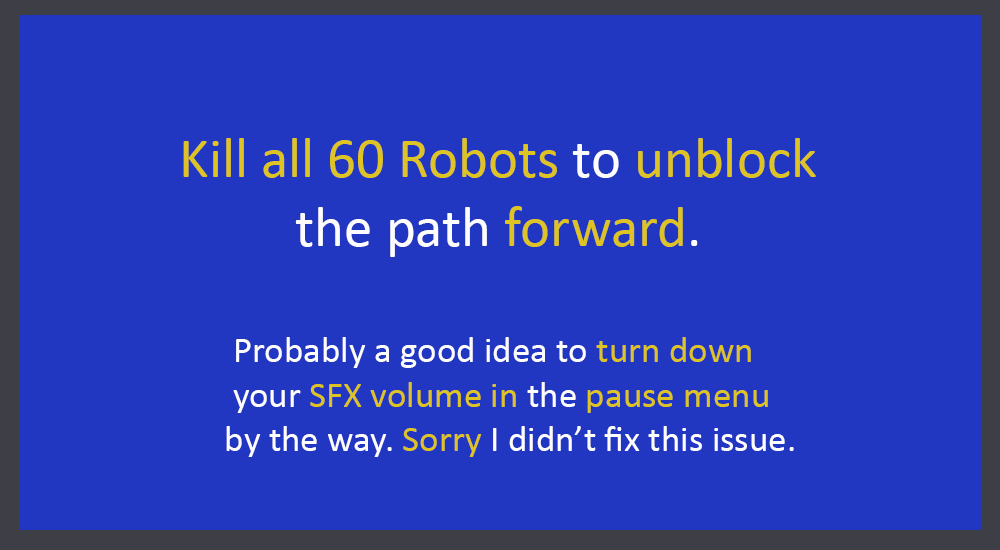 Kill all 60 Robots to unblock
the path forward.
Probably a good idea to turn down
your SFX volume in the pause menu
by the way. Sorry I didn’t fix this issue.